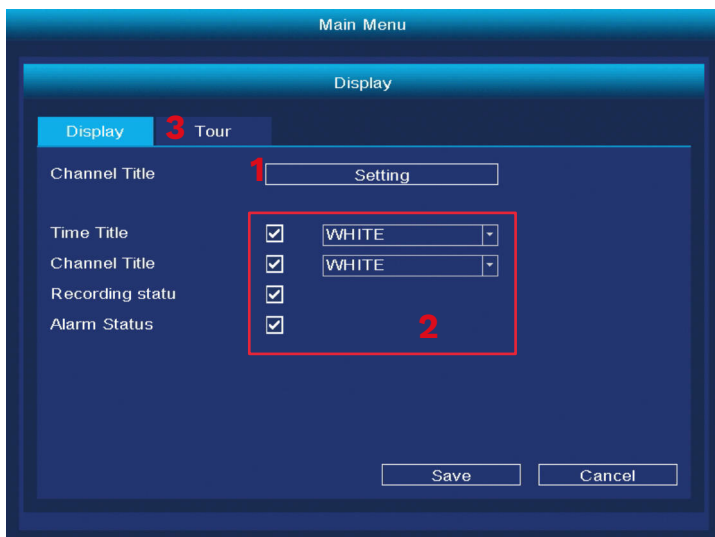 Main Menu
Display
Display 3 Tour
Channel Title 1 Setting
Time Title WHITE
Channel Title WHITE
Recording statu
Alarm Status 2
Save Cancel